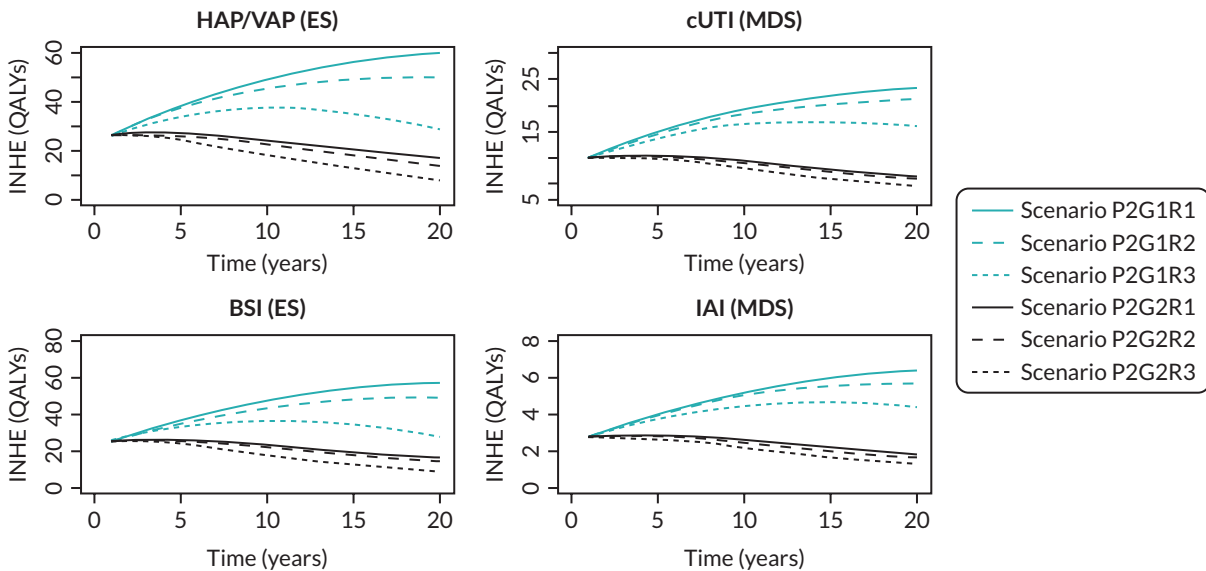 HAP/VAP (ES)
INHE (QALYs)
60
40
20
0
0 5 10 15 20
Time (years)
cUTI (MDS)
INHE (QALYs)
25
15
5
0 5 10 15 20
Time (years)
BSI (ES)
INHE (QALYs)
80
60
40
20
0
0 5 10 15 20
Time (years)
IAI (MDS)
INHE (QALYs)
8
6
4
2
0
0 5 10 15 20
Time (years)
Scenario P2G1R1
Scenario P2G1R2
Scenario P2G1R3
Scenario P2G2R1
Scenario P2G2R2
Scenario P2G2R3